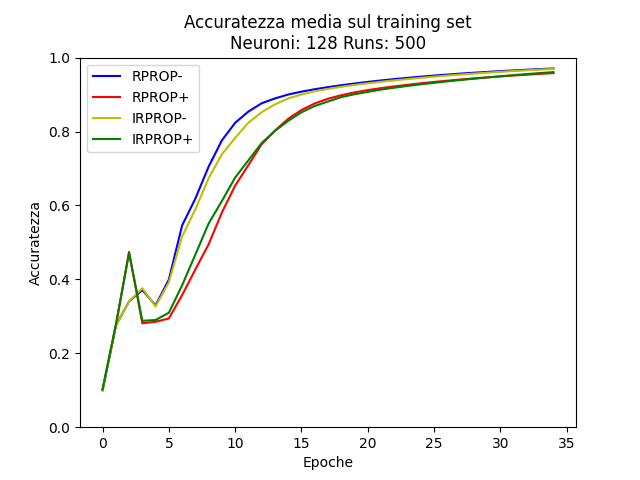 Accuratezza media sul training set
Neuroni: 128 Runs: 500
RPROP-
RPROP+
IRPROP-
IRPROP+
Accuratezza
1.0
0.8
0.6
0.4
0.2
0.0
0 5 10 15 20 25 30 35
Epoche